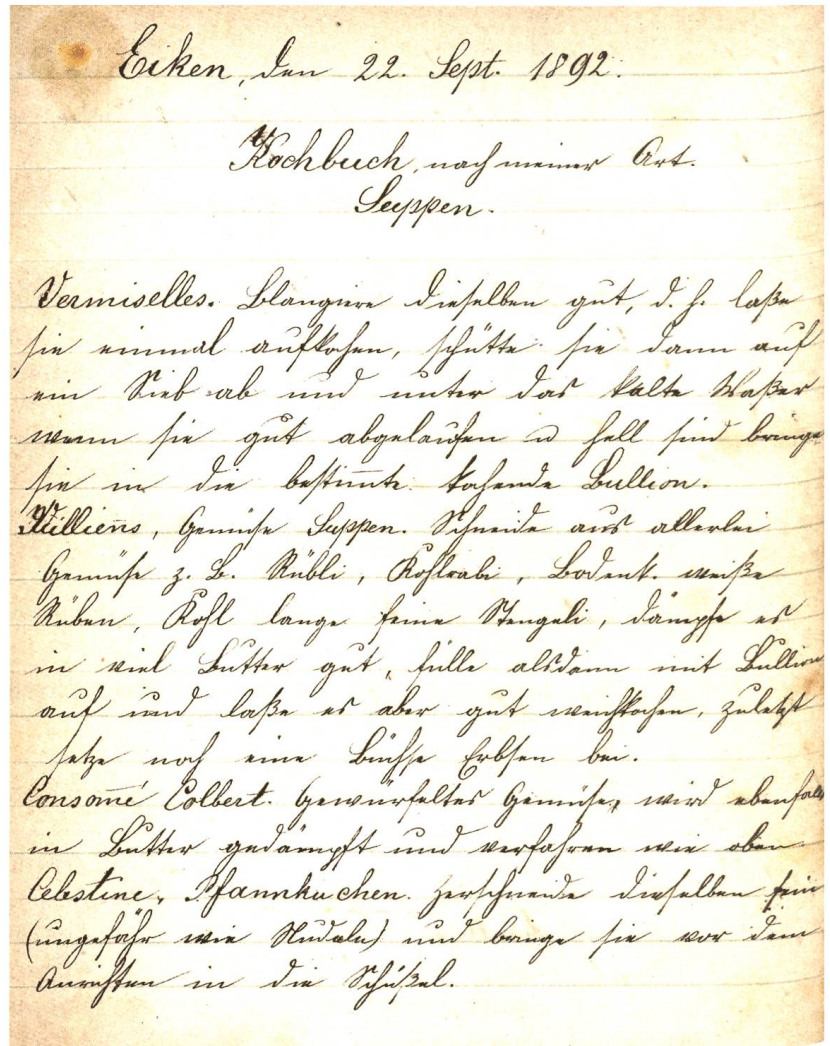 Eiken, den 22. Sept. 1892.
Kochbuch, nach meiner Art.
Suppen.
Vermiselles. Blangiere dieselben gut, d. h. laße
sie einmal aufkochen, schütte sie dann auf
ein Sieb ab und unter das kalte Waßer
wenn sie gut abgelaufen u hell sind bringe
sie in die bestim̄te kochende Bullion.
Külliens, Gemüse Suppen. Schneide aus allerlei
Gemüse z. B. Rübli, Kohlrabi, Bodenk. weiße
Rüben, Kohl lange feine Stengeli, dämpfe es
in viel Butter gut, fülle alsdann mit Bullion
auf und laße es aber gut weichkochen, zuletzt
setze noch eine Büchse Erbsen bei.
Consom̄é Colbert. Gewürfeltes Gemüse, wird ebenfalls
in Butter gedämpft und verfahren wie oben.
Celestine, Pfannkuchen. Zerschneide dieselben fein
(ungefähr wie Nudeln) und bringe sie vor dem
Anrichten in die Schüßel.